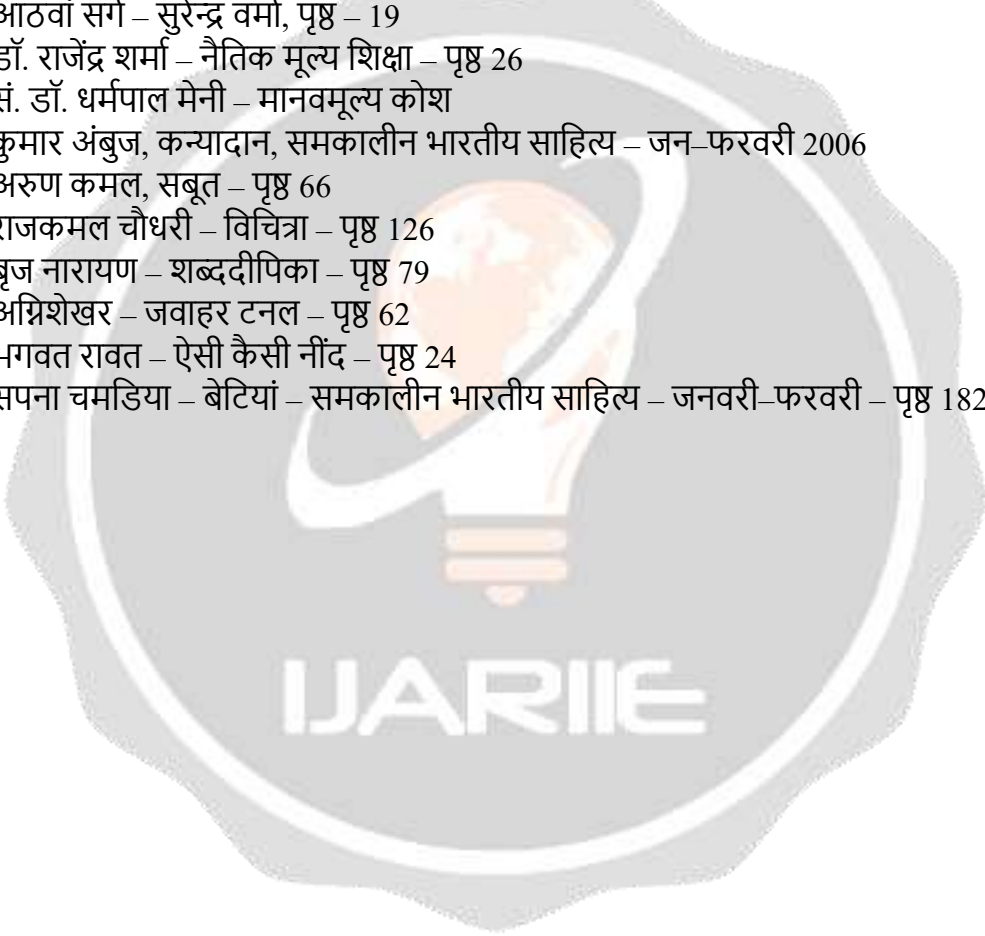 आठवां सर्ग – सुरेन्द्र वर्मा, पृष्ठ – 19
डॉ. राजेंद्र शर्मा – नैतिक मूल्य शिक्षा – पृष्ठ 26
सं. डॉ. धर्मपाल मेनी – मानवमूल्य कोश
कुमार अंबुज, कन्यादान, समकालीन भारतीय साहित्य – जन–फरवरी 2006
अरुण कमल, सबूत – पृष्ठ 66
राजकमल चौधरी – विचित्रा – पृष्ठ 126
बृज नारायण – शब्ददीपिका – पृष्ठ 79
अग्निशेखर – जवाहर टनल – पृष्ठ 62
भगवत रावत – ऐसी कैसी नींद – पृष्ठ 24
सपना चमडिया – बेटियां – समकालीन भारतीय साहित्य – जनवरी–फरवरी – पृष्ठ 182
IJARIIE